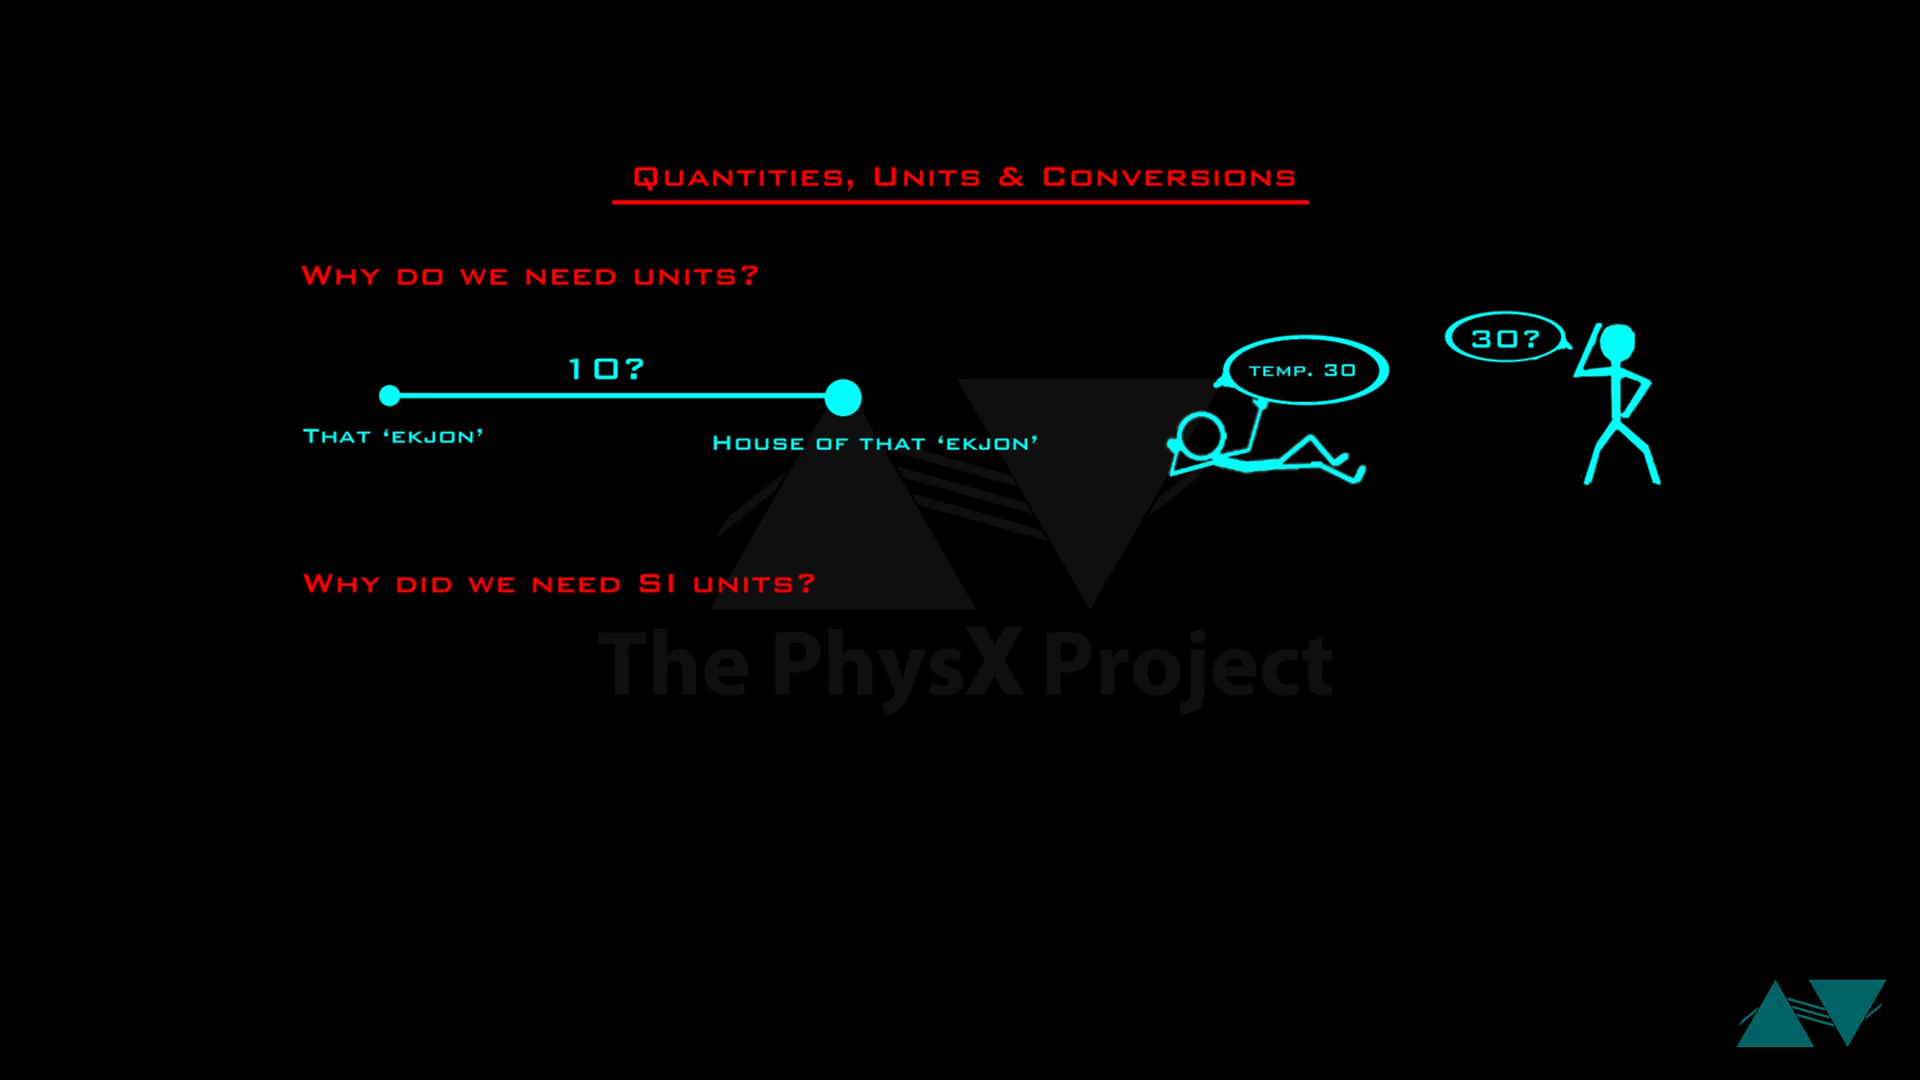 Quantities, Units & Conversions
Why do we need units?
10?
That ‘ekjon’
House of that ‘ekjon’
temp. 30
30?
Why did we need SI units?
The PhysX Project